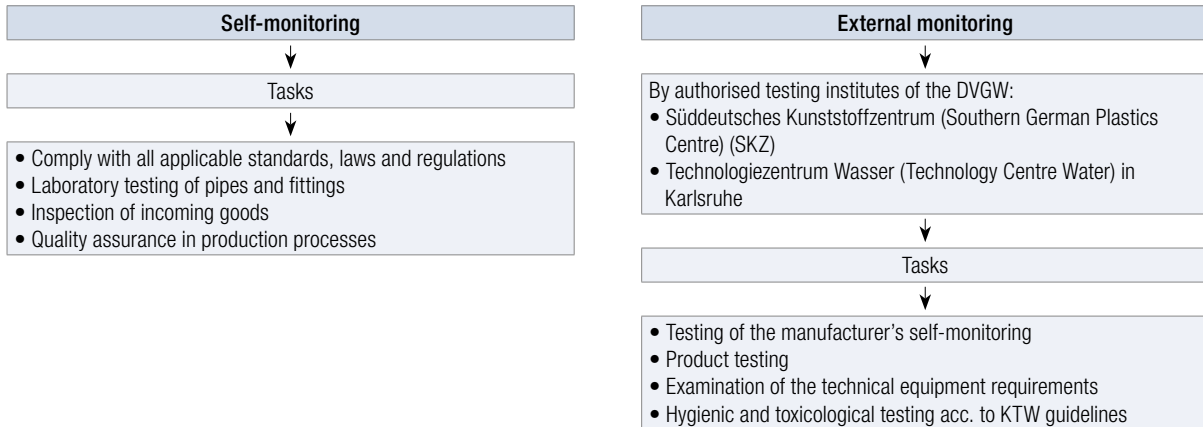 Self-monitoring
Tasks
• Comply with all applicable standards, laws and regulations
• Laboratory testing of pipes and fittings
• Inspection of incoming goods
• Quality assurance in production processes
External monitoring
By authorised testing institutes of the DVGW:
• Süddeutsches Kunststoffzentrum (Southern German Plastics
Centre) (SKZ)
• Technologiezentrum Wasser (Technology Centre Water) in
Karlsruhe
Tasks
• Testing of the manufacturer’s self-monitoring
• Product testing
• Examination of the technical equipment requirements
• Hygienic and toxicological testing acc. to KTW guidelines